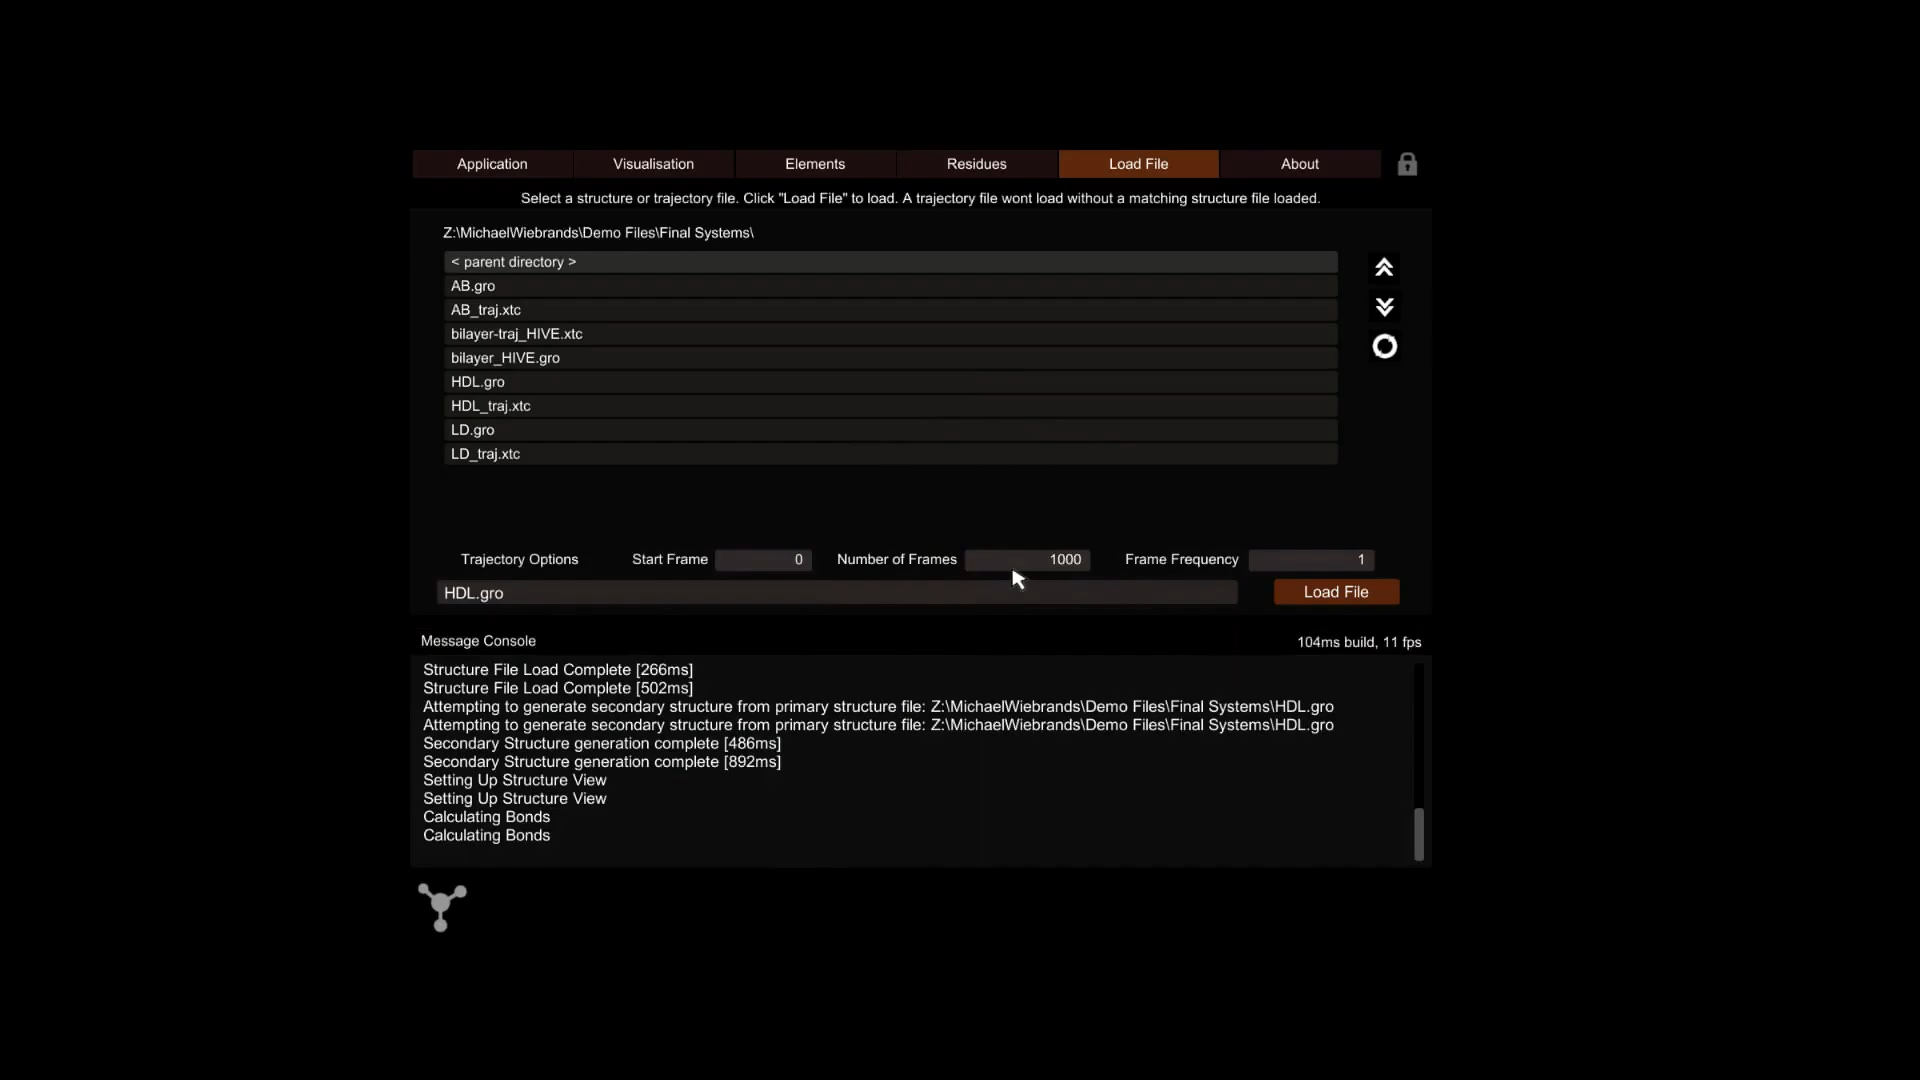 Application Visualisation Elements Residues Load File About
Select a structure or trajectory file. Click "Load File" to load. A trajectory file wont load without a matching structure file loaded.
Z:\MichaelWiebrands\Demo Files\Final Systems\
< parent directory >
AB.gro
AB_traj.xtc
bilayer-traj_HIVE.xtc
bilayer_HIVE.gro
HDL.gro
HDL_traj.xtc
LD.gro
LD_traj.xtc
Trajectory Options Start Frame 0 Number of Frames 1000 Frame Frequency 1
HDL.gro Load File
Message Console 104ms build, 11 fps
Structure File Load Complete [266ms]
Structure File Load Complete [502ms]
Attempting to generate secondary structure from primary structure file: Z:\MichaelWiebrands\Demo Files\Final Systems\HDL.gro
Attempting to generate secondary structure from primary structure file: Z:\MichaelWiebrands\Demo Files\Final Systems\HDL.gro
Secondary Structure generation complete [486ms]
Secondary Structure generation complete [892ms]
Setting Up Structure View
Setting Up Structure View
Calculating Bonds
Calculating Bonds